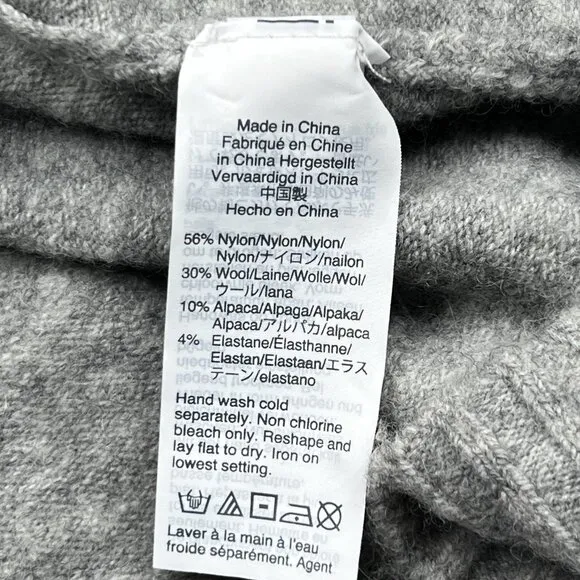 Made in China
Fabriqué en Chine
in China Hergestellt
Vervaardigd in China
中国製
Hecho en China
56% Nylon/Nylon/Nylon/
Nylon/ナイロン/nailon
30% Wool/Laine/Wolle/Wol/
ウール/lana
10% Alpaca/Alpaga/Alpaka/
Alpaca/アルパカ/alpaca
4% Elastane/Élasthanne/
Elastan/Elastaan/エラス
テーン/elastano
Hand wash cold
separately. Non chlorine
bleach only. Reshape and
lay flat to dry. Iron on
lowest setting.
Laver à la main à l'eau
froide séparément. Agent